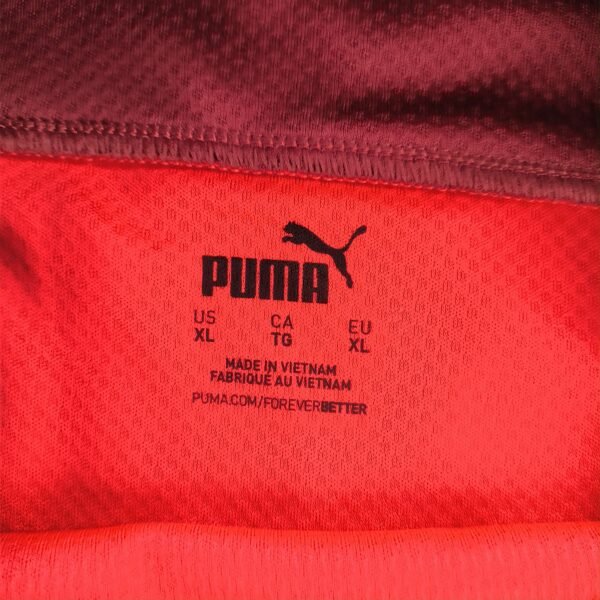 PUMA
US CA EU
XL TG XL
MADE IN VIETNAM
FABRIQUÉ AU VIETNAM
PUMA.COM/FOREVERBETTER